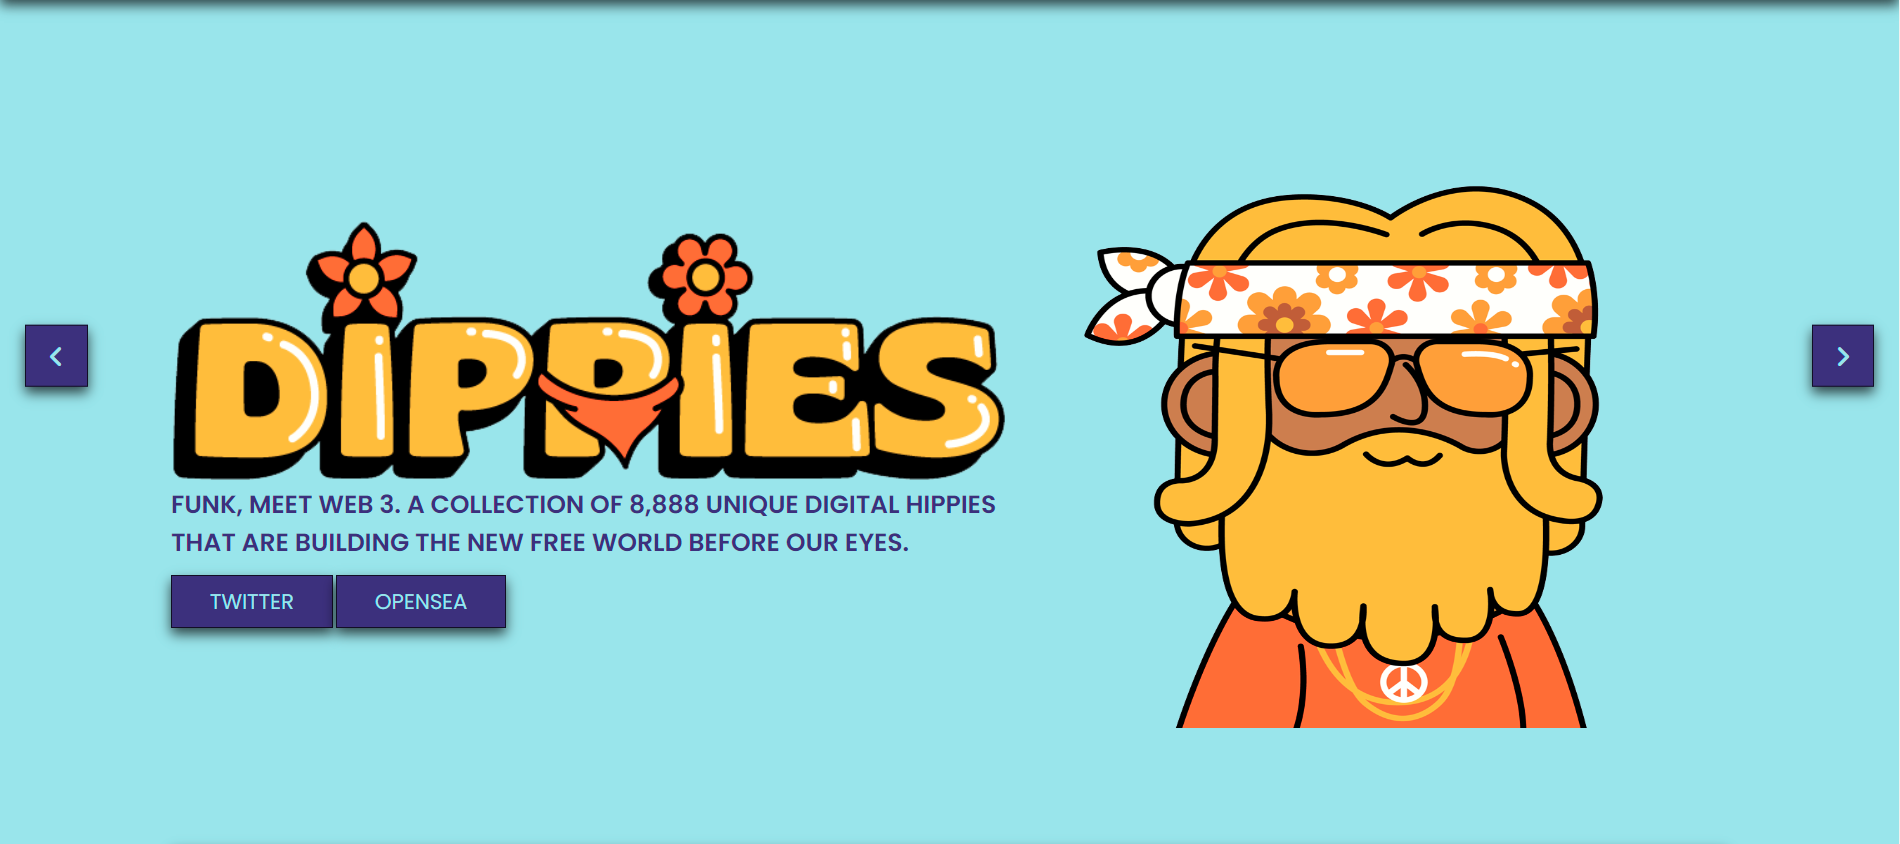 DIPPIES
FUNK, MEET WEB 3. A COLLECTION OF 8,888 UNIQUE DIGITAL HIPPIES
THAT ARE BUILDING THE NEW FREE WORLD BEFORE OUR EYES.
TWITTER
OPENSEA